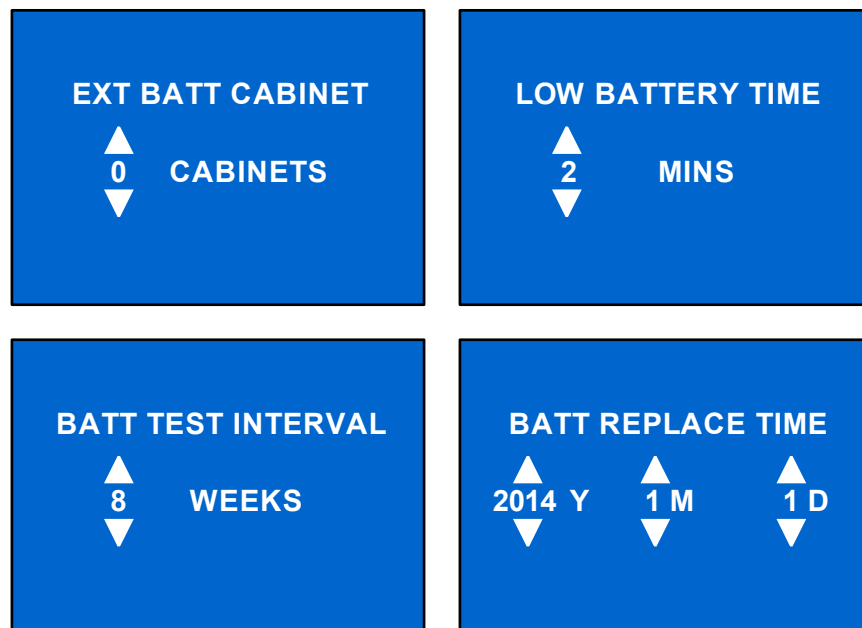 EXT BATT CABINET
0 CABINETS
LOW BATTERY TIME
2 MINS
BATT TEST INTERVAL
8 WEEKS
BATT REPLACE TIME
2014 Y 1 M 1 D